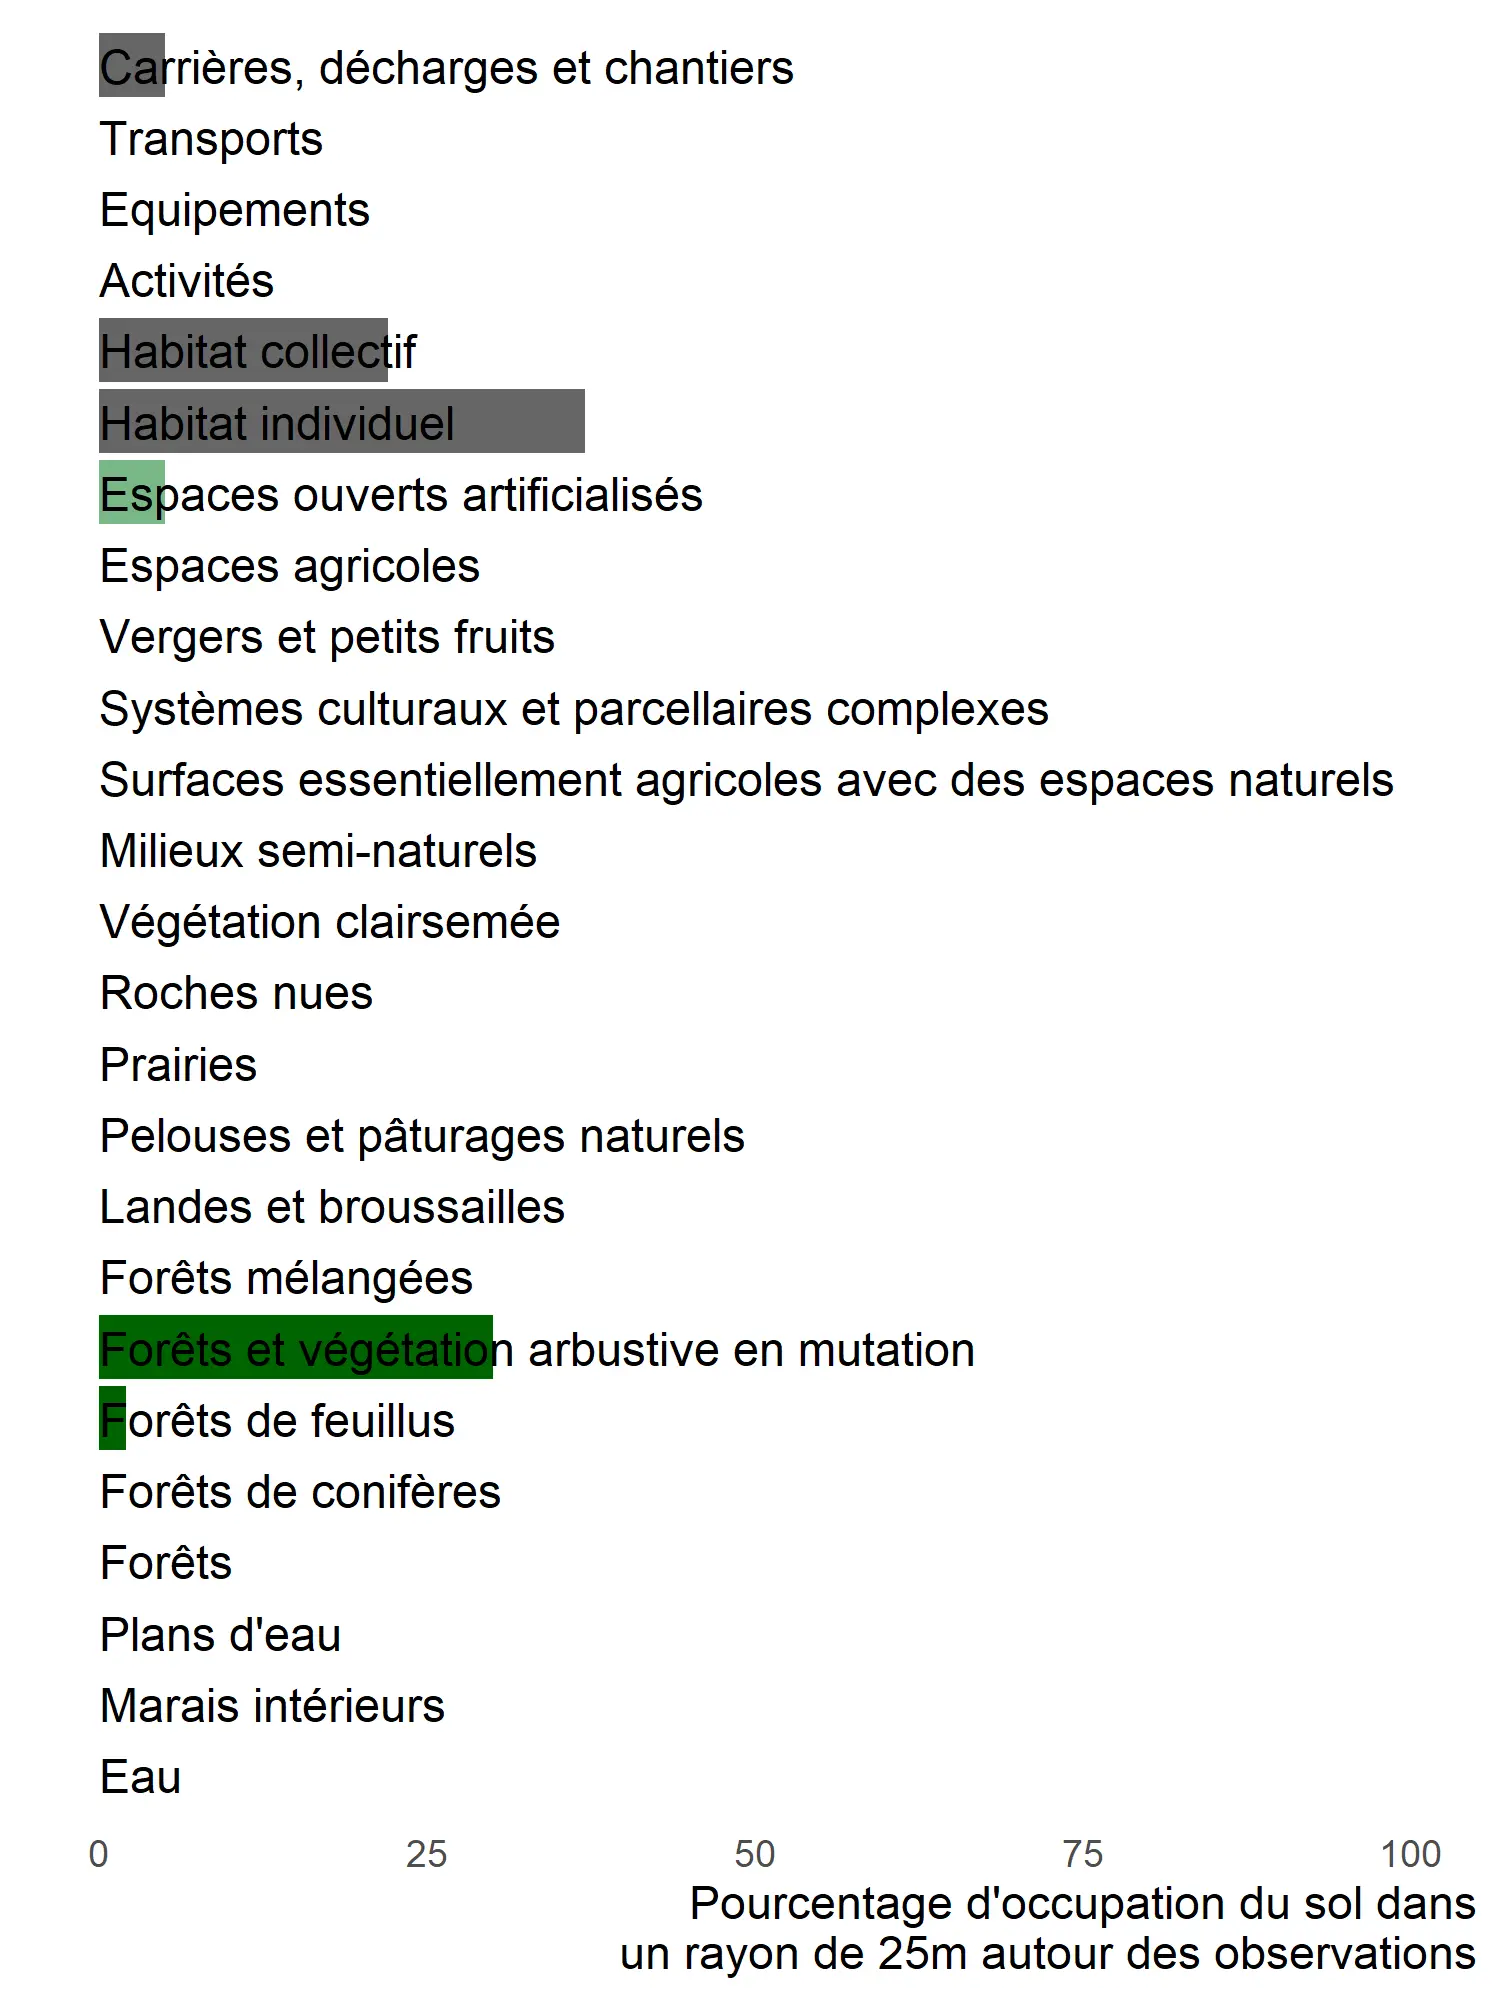 Carrières, décharges et chantiers
Transports
Equipements
Activités
Habitat collectif
Habitat individuel
Espaces ouverts artificialisés
Espaces agricoles
Vergers et petits fruits
Systèmes culturaux et parcellaires complexes
Surfaces essentiellement agricoles avec des espaces naturels
Milieux semi-naturels
Végétation clairsemée
Roches nues
Prairies
Pelouses et pâturages naturels
Landes et broussailles
Forêts mélangées
Forêts et végétation arbustive en mutation
Forêts de feuillus
Forêts de conifères
Forêts
Plans d'eau
Marais intérieurs
Eau
0 25 50 75 100
Pourcentage d'occupation du sol dans
un rayon de 25m autour des observations